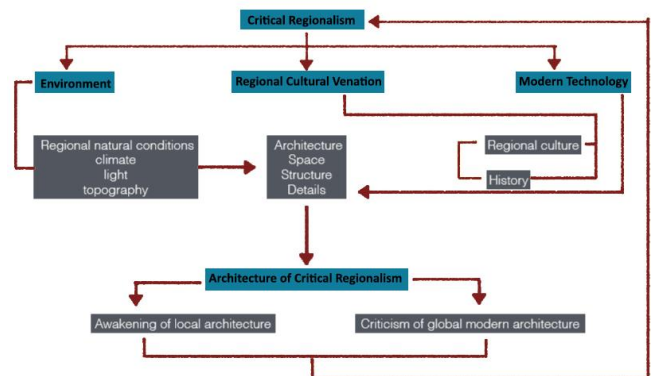 Critical Regionalism
Environment
Regional Cultural Venation
Modern Technology
Regional natural conditions
climate
light
topography
Architecture
Space
Structure
Details
Regional culture
History
Architecture of Critical Regionalism
Awakening of local architecture
Criticism of global modern architecture